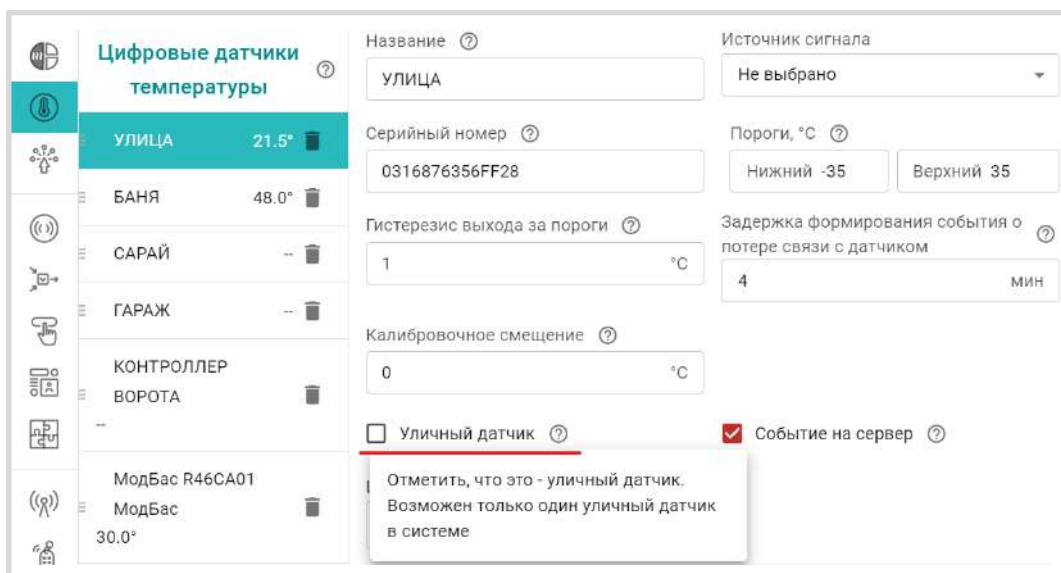 Цифровые датчики
температуры
УЛИЦА 21.5°
БАНЯ 48.0°
САРАЙ --
ГАРАЖ --
КОНТРОЛЛЕР
ВОРОТА
--
МодБас R46CA01
МодБас
30.0°
Название
УЛИЦА
Источник сигнала
Не выбрано
Серийный номер
0316876356FF28
Пороги, °C
Нижний -35
Верхний 35
Гистерезис выхода за пороги
1 °C
Задержка формирования события о
потере связи с датчиком
4 мин
Калибровочное смещение
0 °C
Уличный датчик
Событие на сервер
Отметить, что это - уличный датчик.
Возможен только один уличный датчик
в системе